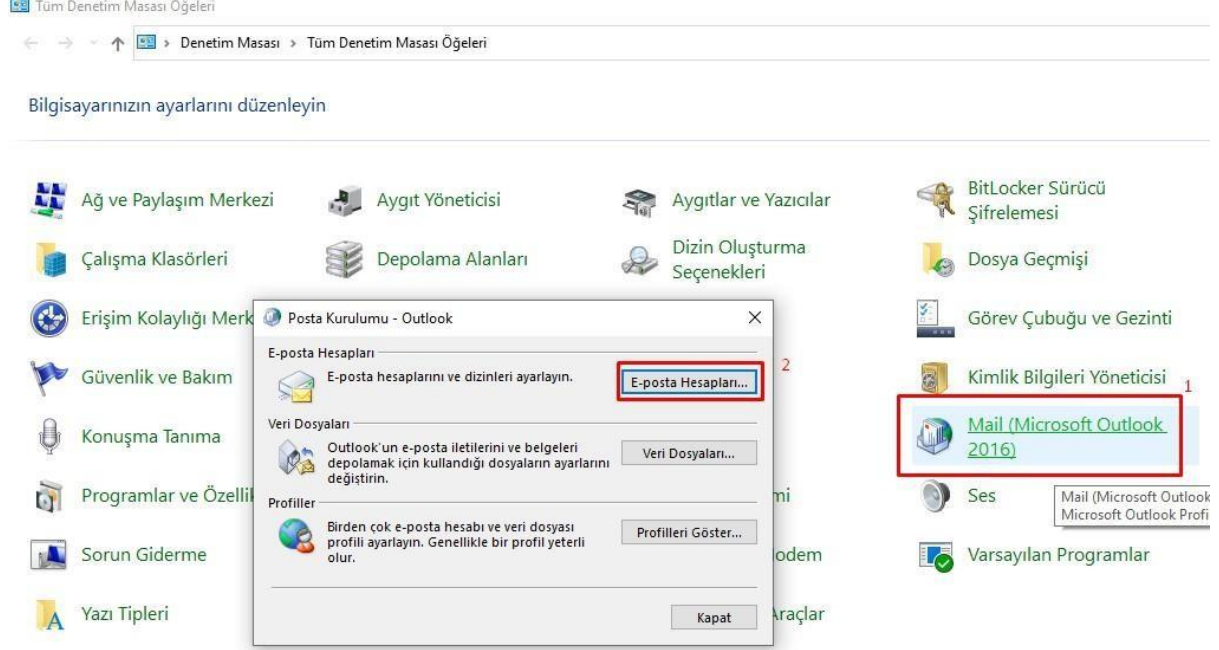 Tüm Denetim Masası Öğeleri
Denetim Masası › Tüm Denetim Masası Öğeleri
Bilgisayarınızın ayarlarını düzenleyin
Ağ ve Paylaşım Merkezi
Aygıt Yöneticisi
Aygıtlar ve Yazıcılar
BitLocker Sürücü
Şifrelemesi
Çalışma Klasörleri
Depolama Alanları
Dizin Oluşturma
Seçenekleri
Dosya Geçmişi
Erişim Kolaylığı Merk
Görev Çubuğu ve Gezinti
Güvenlik ve Bakım
Kimlik Bilgileri Yöneticisi
1
Konuşma Tanıma
Mail (Microsoft Outlook
2016)
Programlar ve Özellik
mi
Ses
Mail (Microsoft Outlook
Microsoft Outlook Profi
Sorun Giderme
odem
Varsayılan Programlar
Yazı Tipleri
Araçlar
Posta Kurulumu - Outlook
E-posta Hesapları
E-posta hesaplarını ve dizinleri ayarlayın.
E-posta Hesapları...
2
Veri Dosyaları
Outlook'un e-posta iletilerini ve belgeleri
depolamak için kullandığı dosyaların ayarlarını
değiştirin.
Veri Dosyaları...
Profiller
Birden çok e-posta hesabı ve veri dosyası
profili ayarlayın. Genellikle bir profil yeterli
olur.
Profilleri Göster...
Kapat